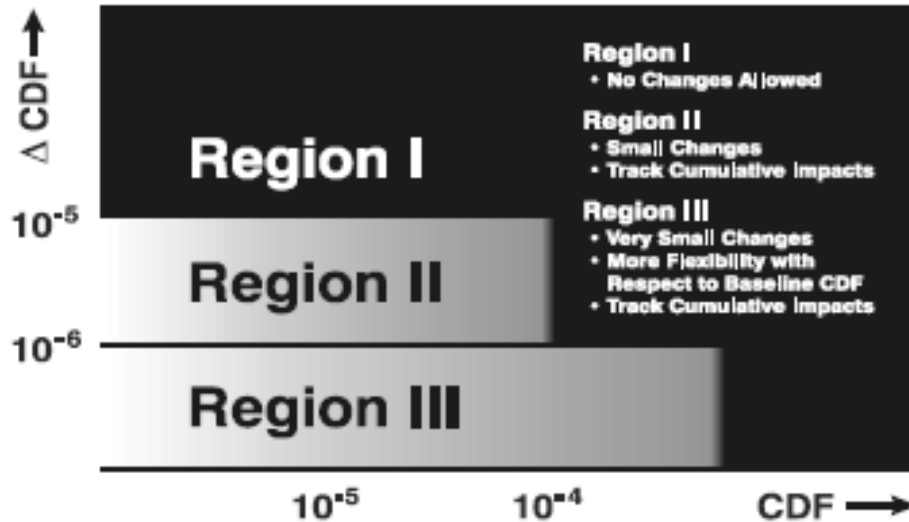 Δ CDF→
Region I
• No Changes Allowed
Region II
• Small Changes
• Track Cumulative Impacts
Region III
• Very Small Changes
• More Flexibility with
Respect to Baseline CDF
• Track Cumulative Impacts
Region I
10⁻⁵
Region II
10⁻⁶
Region III
10⁻⁵ 10⁻⁴ CDF→